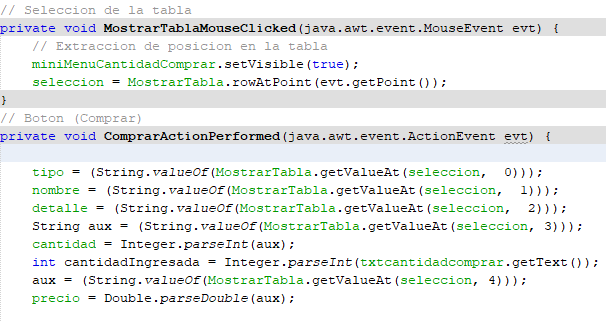 // Seleccion de la tabla
private void MostrarTablaMouseClicked(java.awt.event.MouseEvent evt) {
// Extraccion de posicion en la tabla
miniMenuCantidadComprar.setVisible(true);
seleccion = MostrarTabla.rowAtPoint(evt.getPoint());
}
// Boton (Comprar)
private void ComprarActionPerformed(java.awt.event.ActionEvent evt) {
tipo = (String.valueOf(MostrarTabla.getValueAt(seleccion,  0)));
nombre = (String.valueOf(MostrarTabla.getValueAt(seleccion,  1)));
detalle = (String.valueOf(MostrarTabla.getValueAt(seleccion,  2)));
String aux = (String.valueOf(MostrarTabla.getValueAt(seleccion, 3)));
cantidad = Integer.parseInt(aux);
int cantidadIngresada = Integer.parseInt(txtcantidadcomprar.getText());
aux = (String.valueOf(MostrarTabla.getValueAt(seleccion, 4)));
precio = Double.parseDouble(aux);